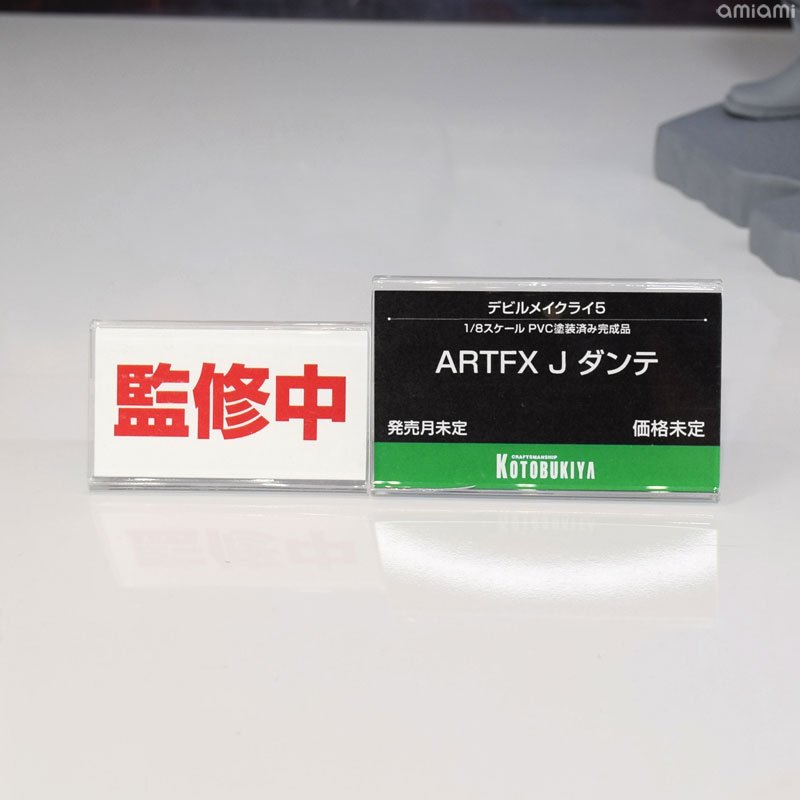 amiami
監修中
デビルメイクライ5
1/8スケール PVC塗装済み完成品
ARTFX J ダンテ
発売月未定 価格未定
CRAFTSMANSHIP
KOTOBUKIYA